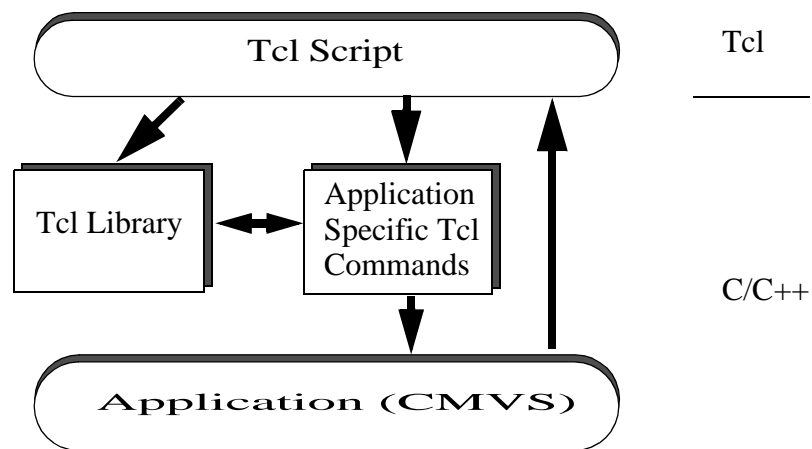 Tcl Script
Tcl
Tcl Library
Application
Specific Tcl
Commands
C/C++
Application (CMVS)